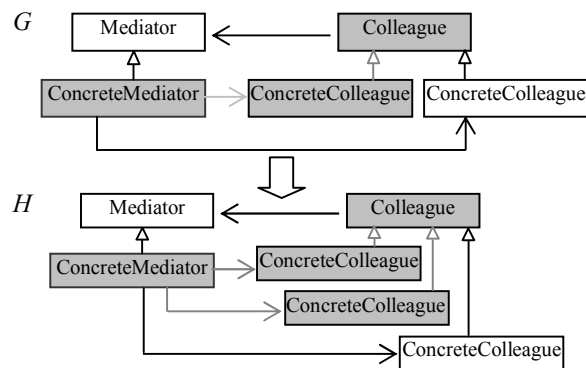 G
Mediator
Colleague
ConcreteMediator
ConcreteColleague
ConcreteColleague
H
Mediator
Colleague
ConcreteMediator
ConcreteColleague
ConcreteColleague
ConcreteColleague